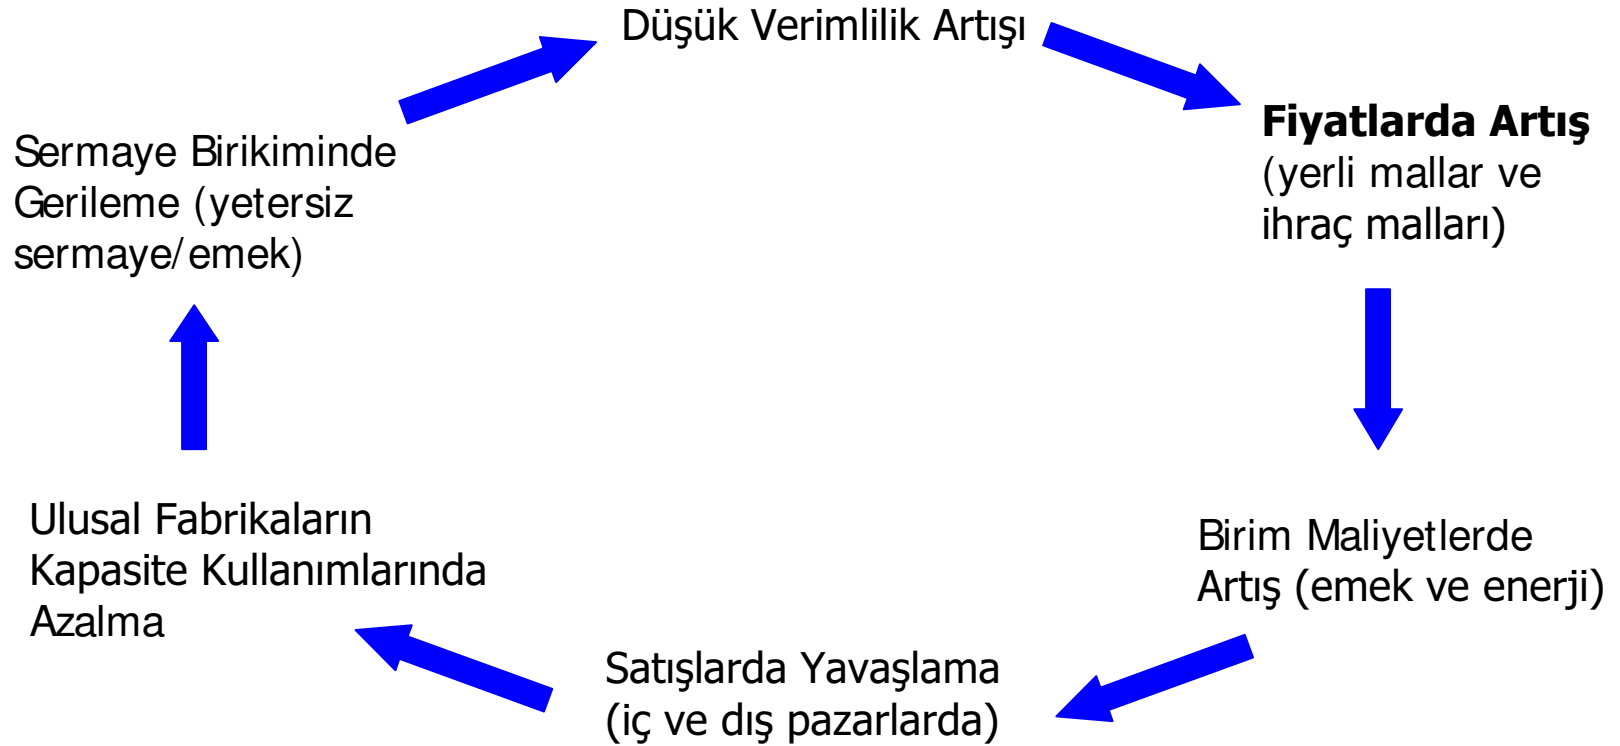 Düşük Verimlilik Artışı
Fiyatlarda Artış
(yerli mallar ve
ihraç malları)
Birim Maliyetlerde
Artış (emek ve enerji)
Satışlarda Yavaşlama
(iç ve dış pazarlarda)
Ulusal Fabrikaların
Kapasite Kullanımlarında
Azalma
Sermaye Birikiminde
Gerileme (yetersiz
sermaye/emek)